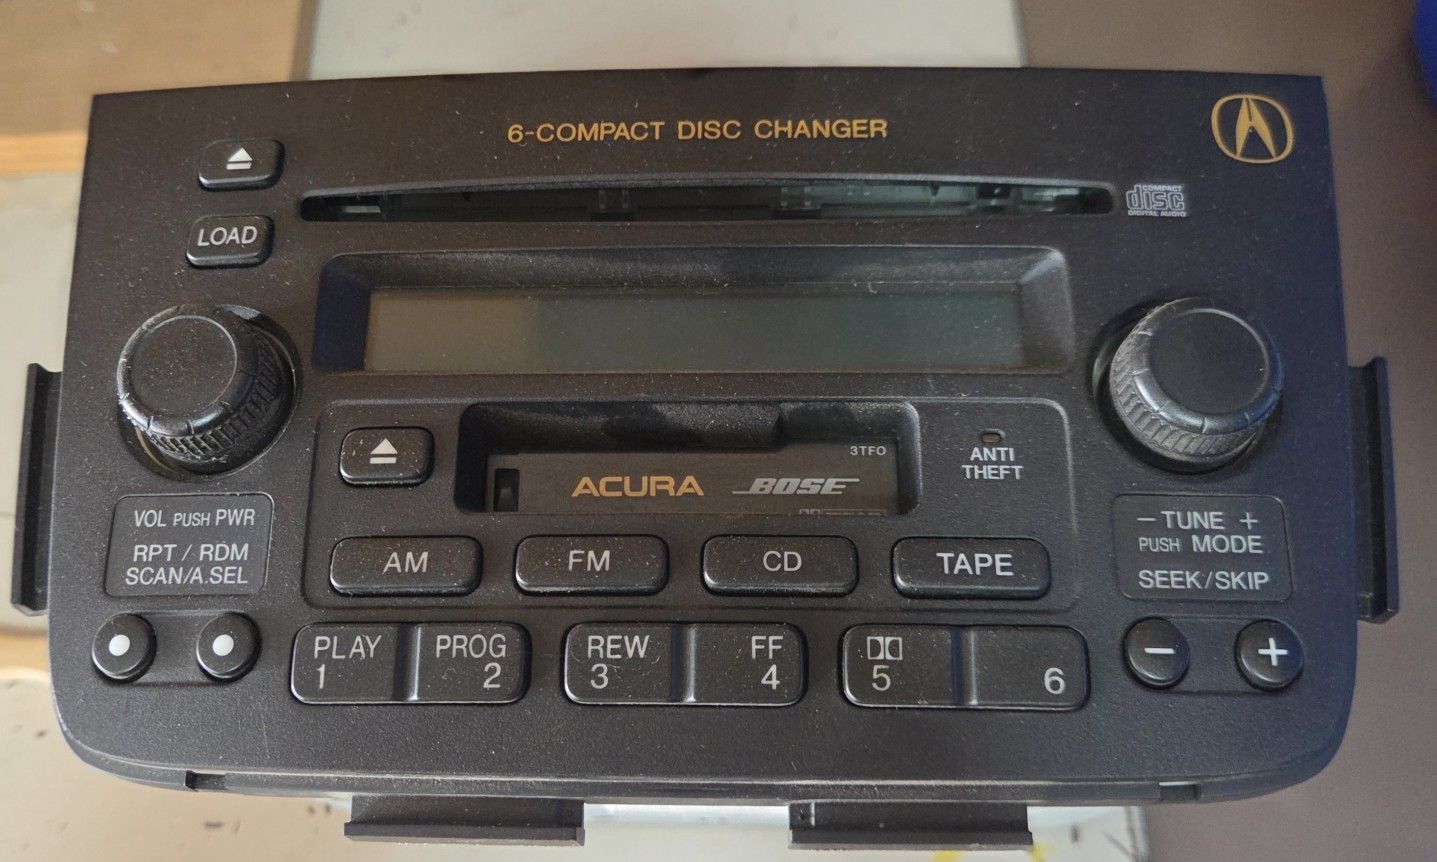 6-COMPACT DISC CHANGER
COMPACT
disc
DIGITAL AUDIO
LOAD
3TFO
ACURA BOSE
ANTI
THEFT
VOL PUSH PWR
RPT / RDM
SCAN/A.SEL
AM FM CD TAPE
- TUNE +
PUSH MODE
SEEK/SKIP
PLAY PROG REW FF
1 2 3 4 5 6
- +